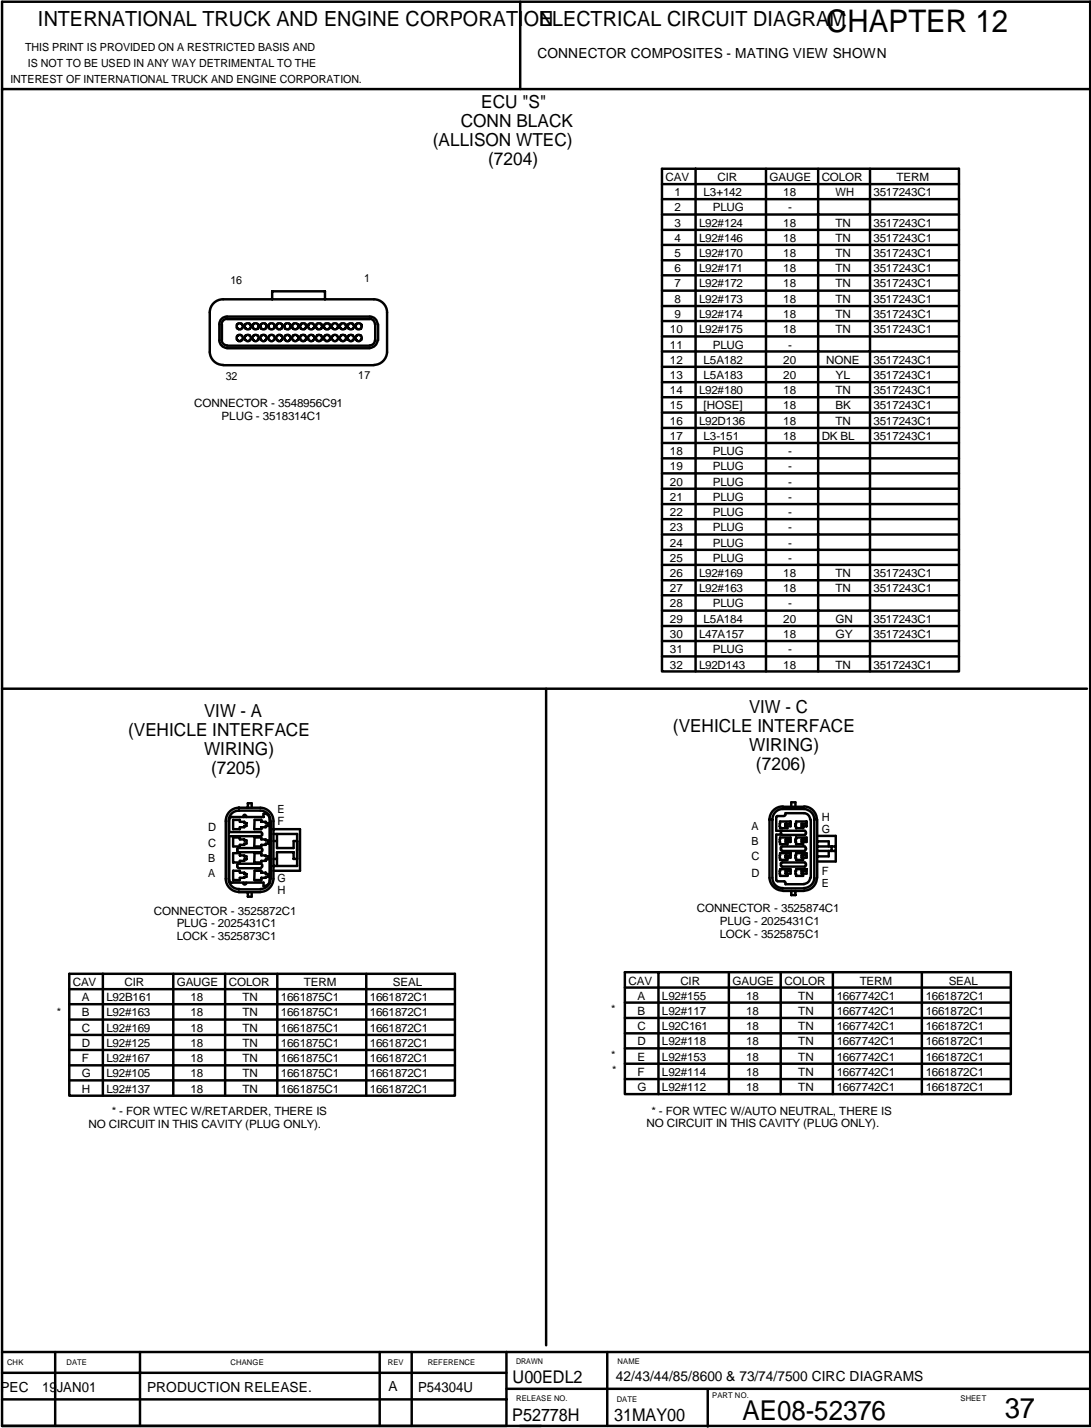 INTERNATIONAL TRUCK AND ENGINE CORPORATION
THIS PRINT IS PROVIDED ON A RESTRICTED BASIS AND
IS NOT TO BE USED IN ANY WAY DETRIMENTAL TO THE
INTEREST OF INTERNATIONAL TRUCK AND ENGINE CORPORATION.
ELECTRICAL CIRCUIT DIAGRAM
CHAPTER 12
CONNECTOR COMPOSITES - MATING VIEW SHOWN
ECU "S"
CONN BLACK
(ALLISON WTEC)
(7204)
16 1
32 17
CONNECTOR - 3548956C91
PLUG - 3518314C1
CAV CIR GAUGE COLOR TERM
1 L3+142 18 WH 3517243C1
2 PLUG -
3 L92#124 18 TN 3517243C1
4 L92#146 18 TN 3517243C1
5 L92#170 18 TN 3517243C1
6 L92#171 18 TN 3517243C1
7 L92#172 18 TN 3517243C1
8 L92#173 18 TN 3517243C1
9 L92#174 18 TN 3517243C1
10 L92#175 18 TN 3517243C1
11 PLUG -
12 L5A182 20 NONE 3517243C1
13 L5A183 20 YL 3517243C1
14 L92#180 18 TN 3517243C1
15 [HOSE] 18 BK 3517243C1
16 L92D136 18 TN 3517243C1
17 L3-151 18 DK BL 3517243C1
18 PLUG -
19 PLUG -
20 PLUG -
21 PLUG -
22 PLUG -
23 PLUG -
24 PLUG -
25 PLUG -
26 L92#169 18 TN 3517243C1
27 L92#163 18 TN 3517243C1
28 PLUG -
29 L5A184 20 GN 3517243C1
30 L47A157 18 GY 3517243C1
31 PLUG -
32 L92D143 18 TN 3517243C1
VIW - A
(VEHICLE INTERFACE
WIRING)
(7205)
E
D F
C
B
A G
H
CONNECTOR - 3525872C1
PLUG - 2025431C1
LOCK - 3525873C1
CAV CIR GAUGE COLOR TERM SEAL
A L92B161 18 TN 1661875C1 1661872C1
* B L92#163 18 TN 1661875C1 1661872C1
C L92#169 18 TN 1661875C1 1661872C1
D L92#125 18 TN 1661875C1 1661872C1
F L92#167 18 TN 1661875C1 1661872C1
G L92#105 18 TN 1661875C1 1661872C1
H L92#137 18 TN 1661875C1 1661872C1
* - FOR WTEC W/RETARDER, THERE IS
NO CIRCUIT IN THIS CAVITY (PLUG ONLY).
VIW - C
(VEHICLE INTERFACE
WIRING)
(7206)
H
A G
B
C
D F
E
CONNECTOR - 3525874C1
PLUG - 2025431C1
LOCK - 3525875C1
CAV CIR GAUGE COLOR TERM SEAL
A L92#155 18 TN 1667742C1 1661872C1
* B L92#117 18 TN 1667742C1 1661872C1
C L92C161 18 TN 1667742C1 1661872C1
D L92#118 18 TN 1667742C1 1661872C1
* E L92#153 18 TN 1667742C1 1661872C1
* F L92#114 18 TN 1667742C1 1661872C1
G L92#112 18 TN 1667742C1 1661872C1
* - FOR WTEC W/AUTO NEUTRAL, THERE IS
NO CIRCUIT IN THIS CAVITY (PLUG ONLY).
CHK DATE CHANGE REV REFERENCE
PEC 19JAN01 PRODUCTION RELEASE. A P54304U
DRAWN
U00EDL2
NAME
42/43/44/85/8600 & 73/74/7500 CIRC DIAGRAMS
RELEASE NO.
P52778H
DATE
31MAY00
PART NO.
AE08-52376
SHEET 37